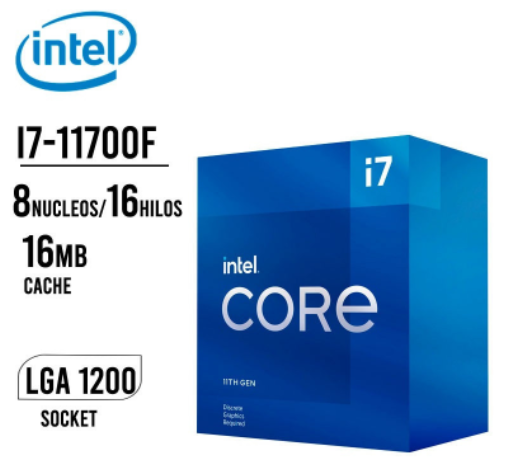 intel
I7-11700F
8NUCLEOS/16HILOS
16MB
CACHE
LGA 1200
SOCKET
i7
intel.
CORE
11TH GEN
Discrete
Graphics
Required